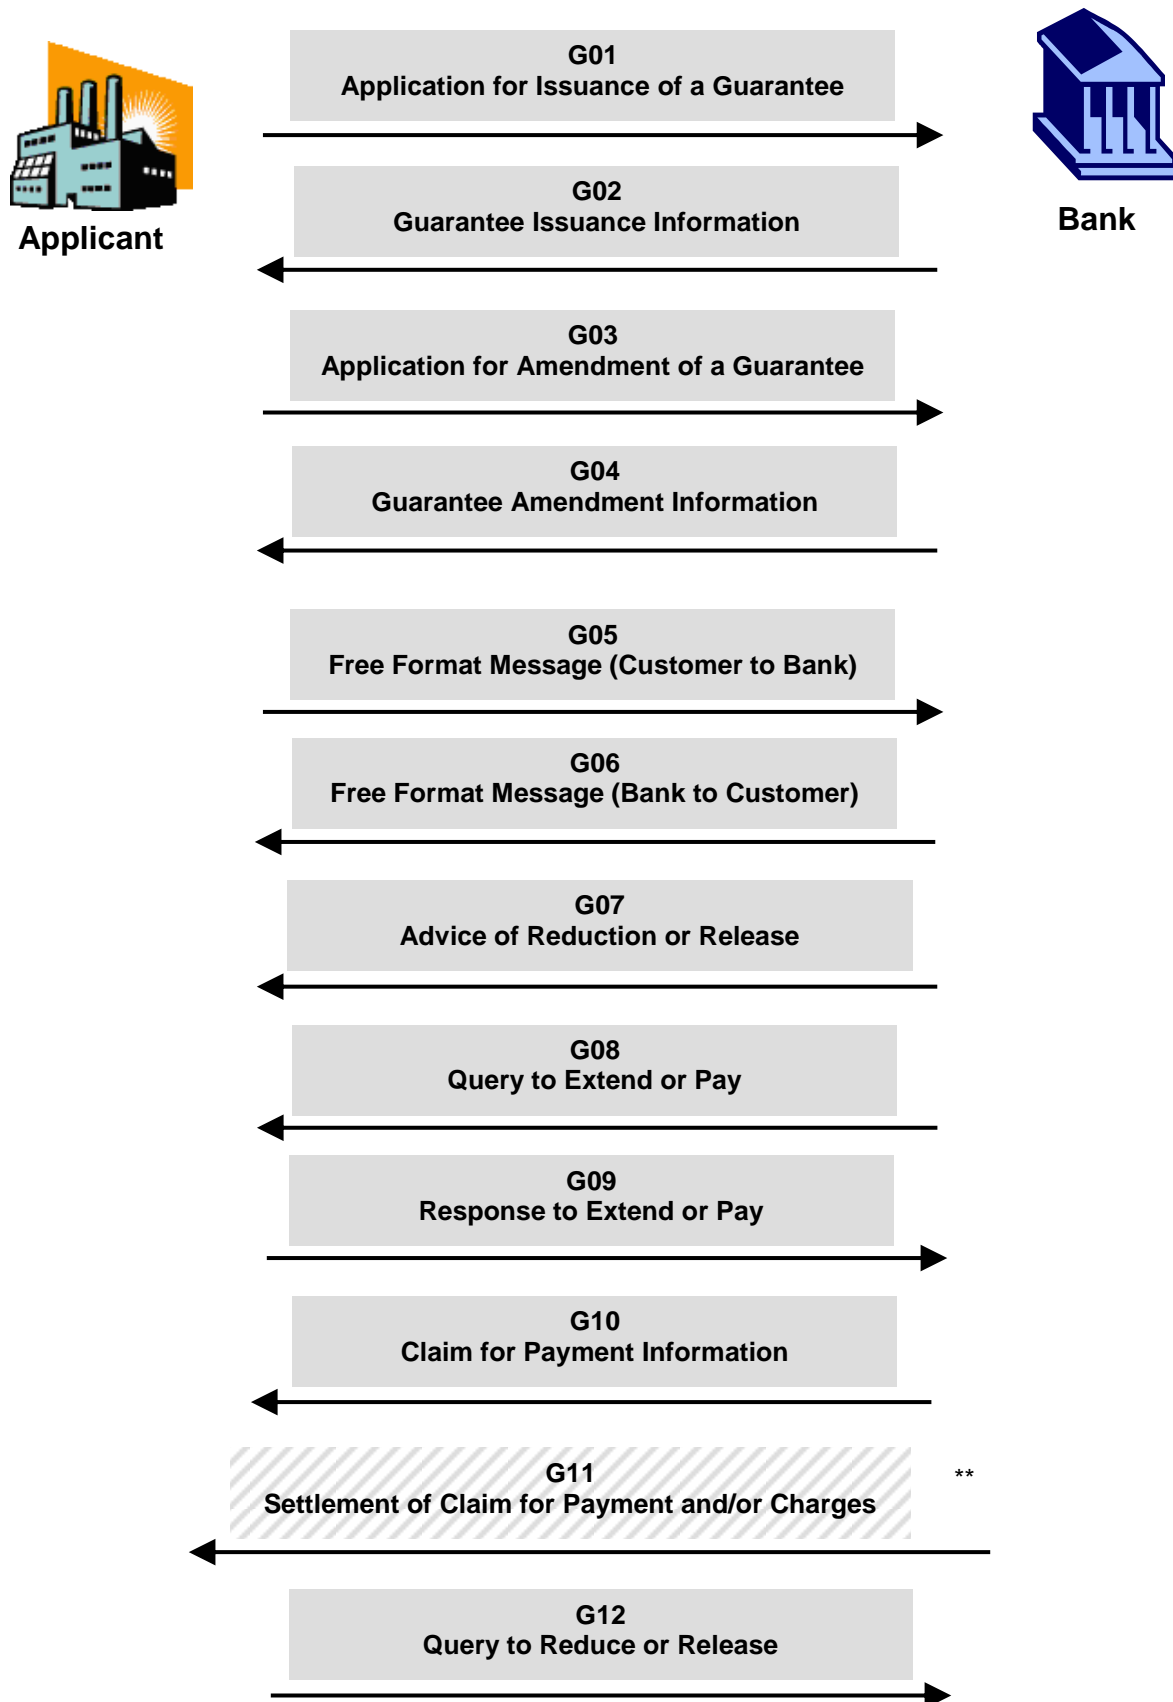 G01
Application for Issuance of a Guarantee
G02
Guarantee Issuance Information
Applicant
Bank
G03
Application for Amendment of a Guarantee
G04
Guarantee Amendment Information
G05
Free Format Message (Customer to Bank)
G06
Free Format Message (Bank to Customer)
G07
Advice of Reduction or Release
G08
Query to Extend or Pay
G09
Response to Extend or Pay
G10
Claim for Payment Information
G11
**
Settlement of Claim for Payment and/or Charges
G12
Query to Reduce or Release